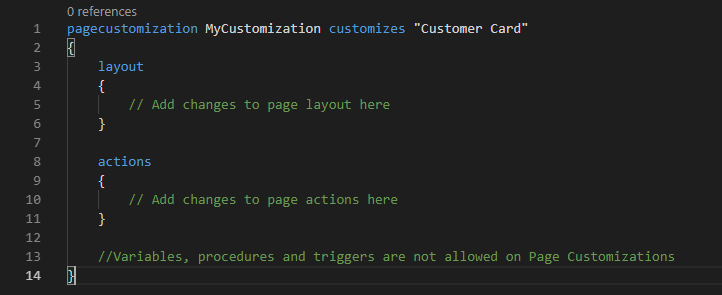 0 references
1 pagecustomization MyCustomization customizes "Customer Card"
2 {
3     layout
4     {
5         // Add changes to page layout here
6     }
7
8     actions
9     {
10         // Add changes to page actions here
11     }
12
13     //Variables, procedures and triggers are not allowed on Page Customizations
14 }